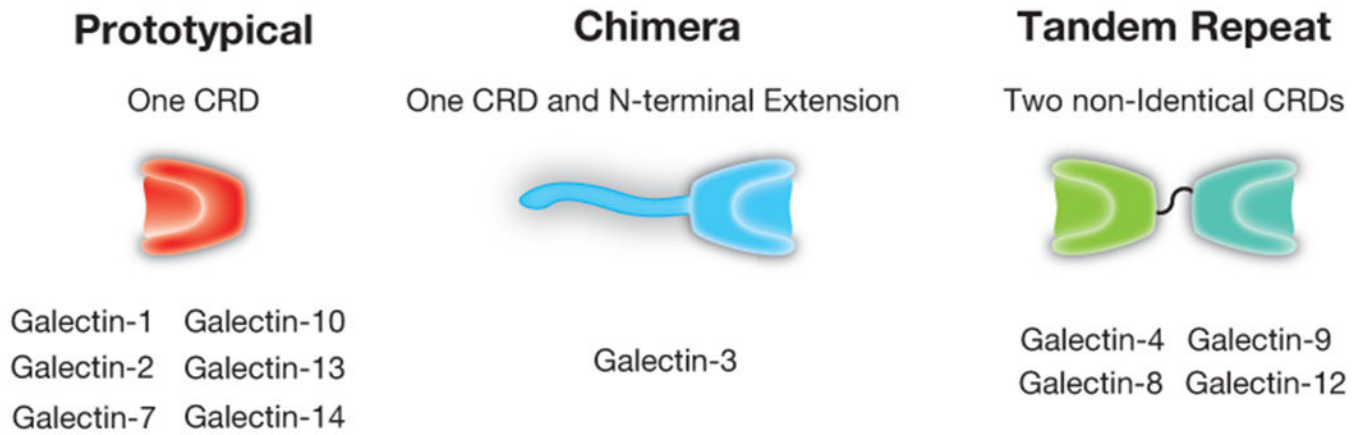 Prototypical
One CRD
Galectin-1 Galectin-10
Galectin-2 Galectin-13
Galectin-7 Galectin-14
Chimera
One CRD and N-terminal Extension
Galectin-3
Tandem Repeat
Two non-Identical CRDs
Galectin-4 Galectin-9
Galectin-8 Galectin-12